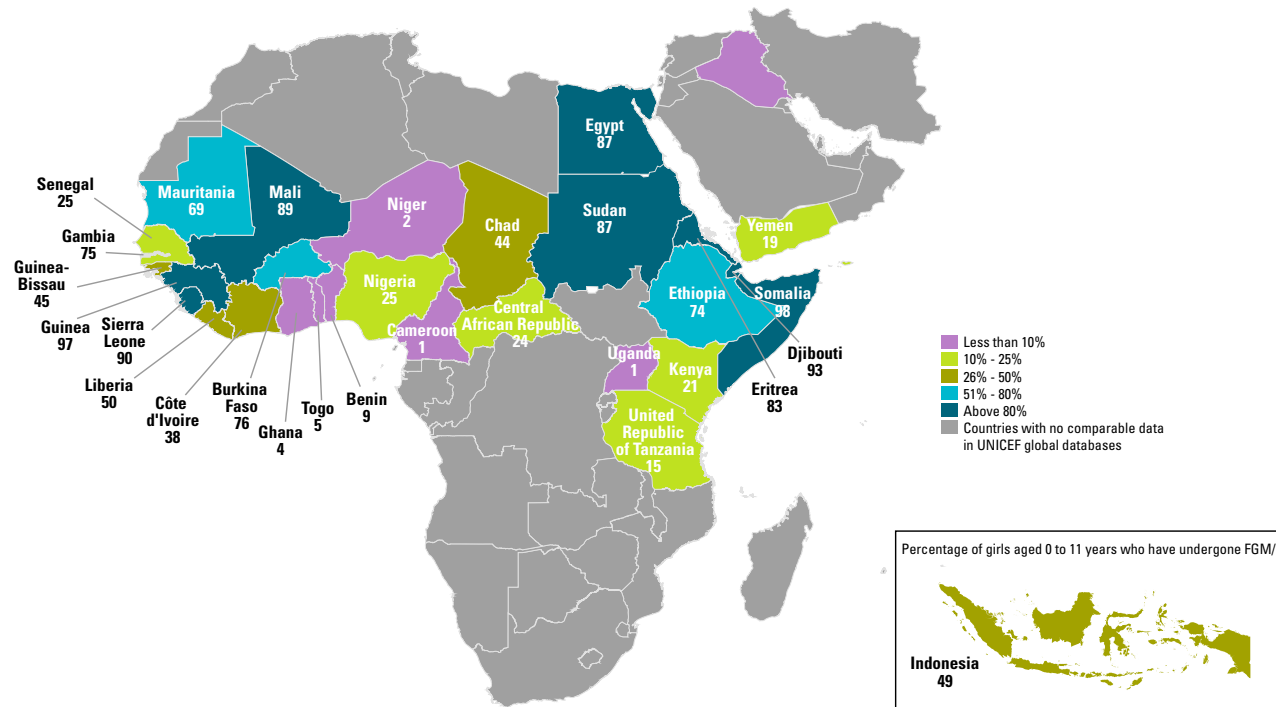 Egypt
87
Senegal
25
Mauritania
69
Mali
89
Niger
2
Chad
44
Sudan
87
Yemen
19
Gambia
75
Guinea-
Bissau
45
Guinea
97
Sierra
Leone
90
Liberia
50
Côte
d'Ivoire
38
Burkina
Faso
76
Ghana
4
Togo
5
Benin
9
Nigeria
25
Cameroon
1
Central
African Republic
24
Ethiopia
74
Somalia
98
Djibouti
93
Eritrea
83
Uganda
1
Kenya
21
United
Republic
of Tanzania
15
Less than 10%
10% - 25%
26% - 50%
51% - 80%
Above 80%
Countries with no comparable data
in UNICEF global databases
Percentage of girls aged 0 to 11 years who have undergone FGM/
Indonesia
49